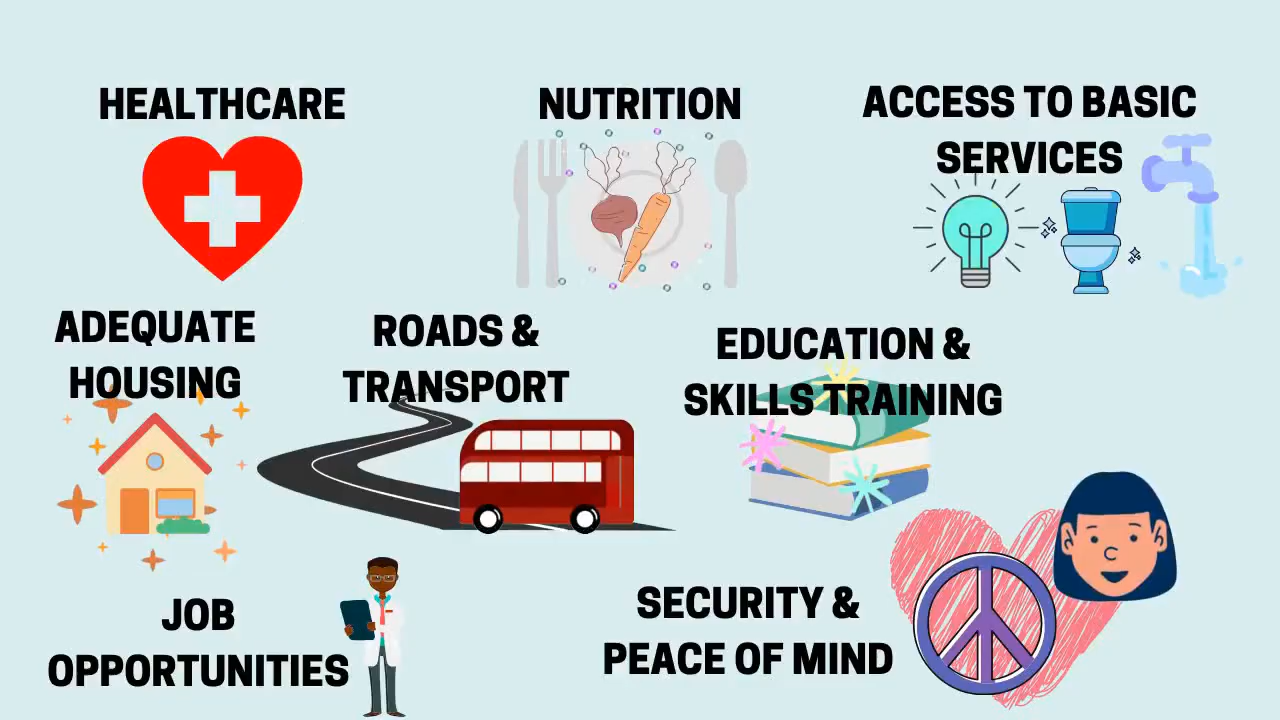 HEALTHCARE
NUTRITION
ACCESS TO BASIC
SERVICES
ADEQUATE
HOUSING
ROADS &
TRANSPORT
EDUCATION &
SKILLS TRAINING
JOB
OPPORTUNITIES
SECURITY &
PEACE OF MIND